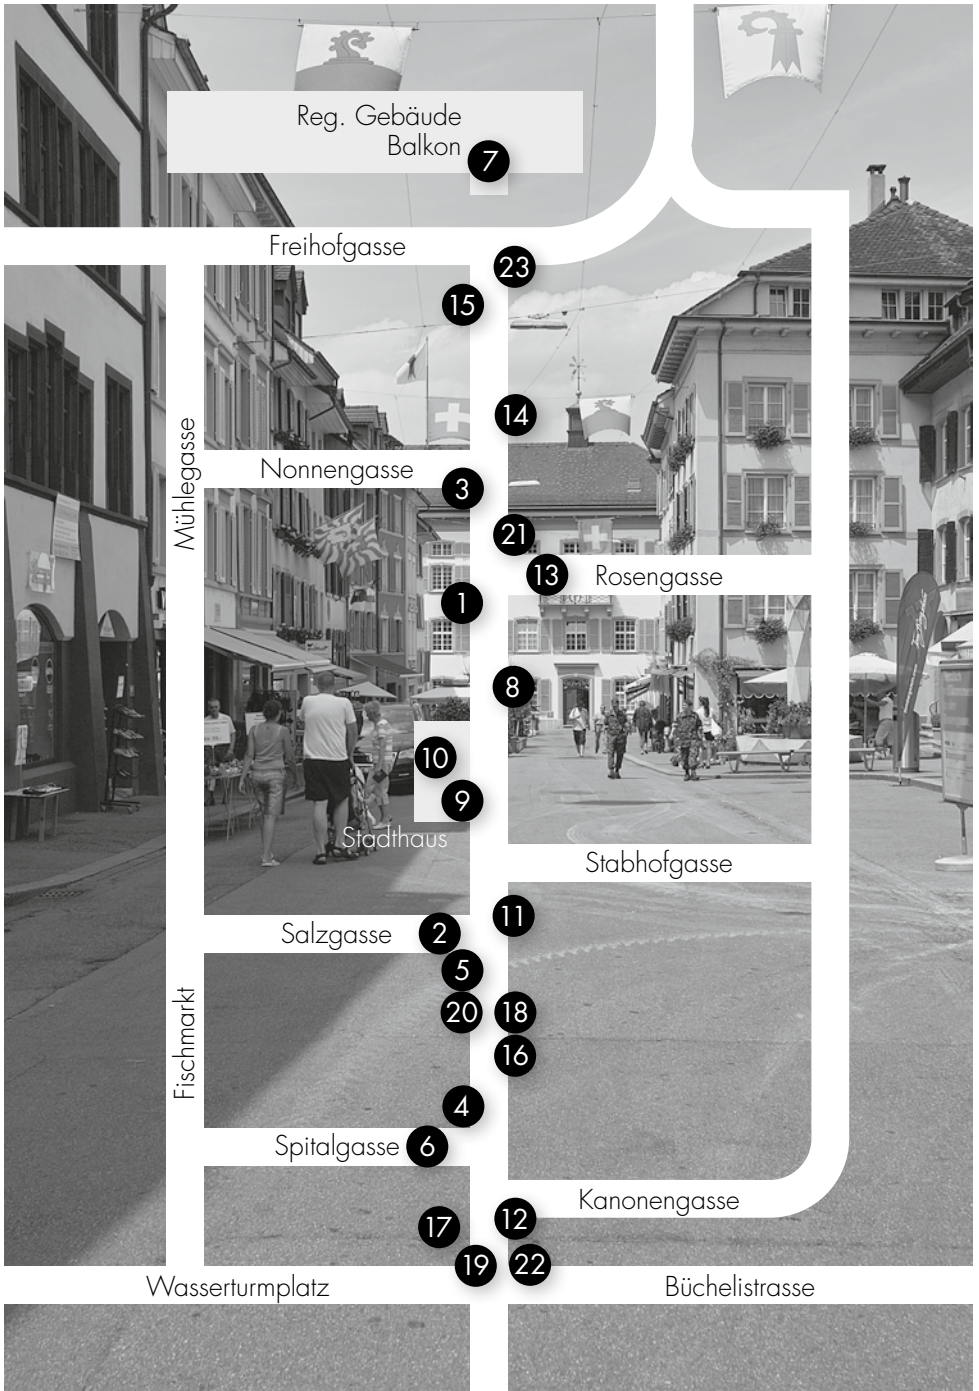 Reg. Gebäude
Balkon
7
Freihofgasse
23
15
14
Nonnengasse
3
Mühlegasse
21
13
Rosengasse
1
8
10
9
Stadthaus
Stabhofgasse
11
Salzgasse
2
5
20
18
16
Fischmarkt
4
Spitalgasse
6
Kanonengasse
17
12
19
22
Wasserturmplatz
Büchelistrasse